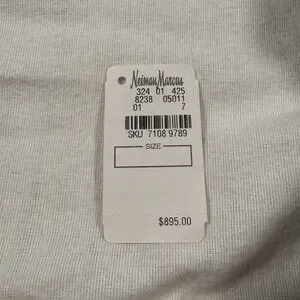 Neiman Marcus
324 01 425
8238 05011
01 7
SKU 7108 9789
SIZE
$895.00